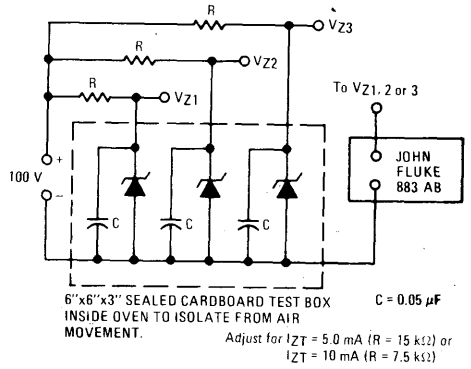 R
VZ3
R
VZ2
R
VZ1
To VZ1, 2 or 3
+
100 V
–
C
C
C
JOHN
FLUKE
883 AB
6"x6"x3" SEALED CARDBOARD TEST BOX
INSIDE OVEN TO ISOLATE FROM AIR
MOVEMENT.
C = 0.05 μF
Adjust for IZT = 5.0 mA (R = 15 kΩ) or
IZT = 10 mA (R = 7.5 kΩ)